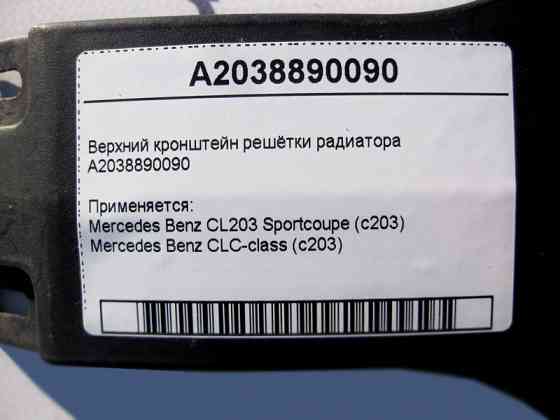 A2038890090
Верхний кронштейн решётки радиатора
A2038890090
Применяется:
Mercedes Benz CL203 Sportcoupe (c203)
Mercedes Benz CLC-class (c203)